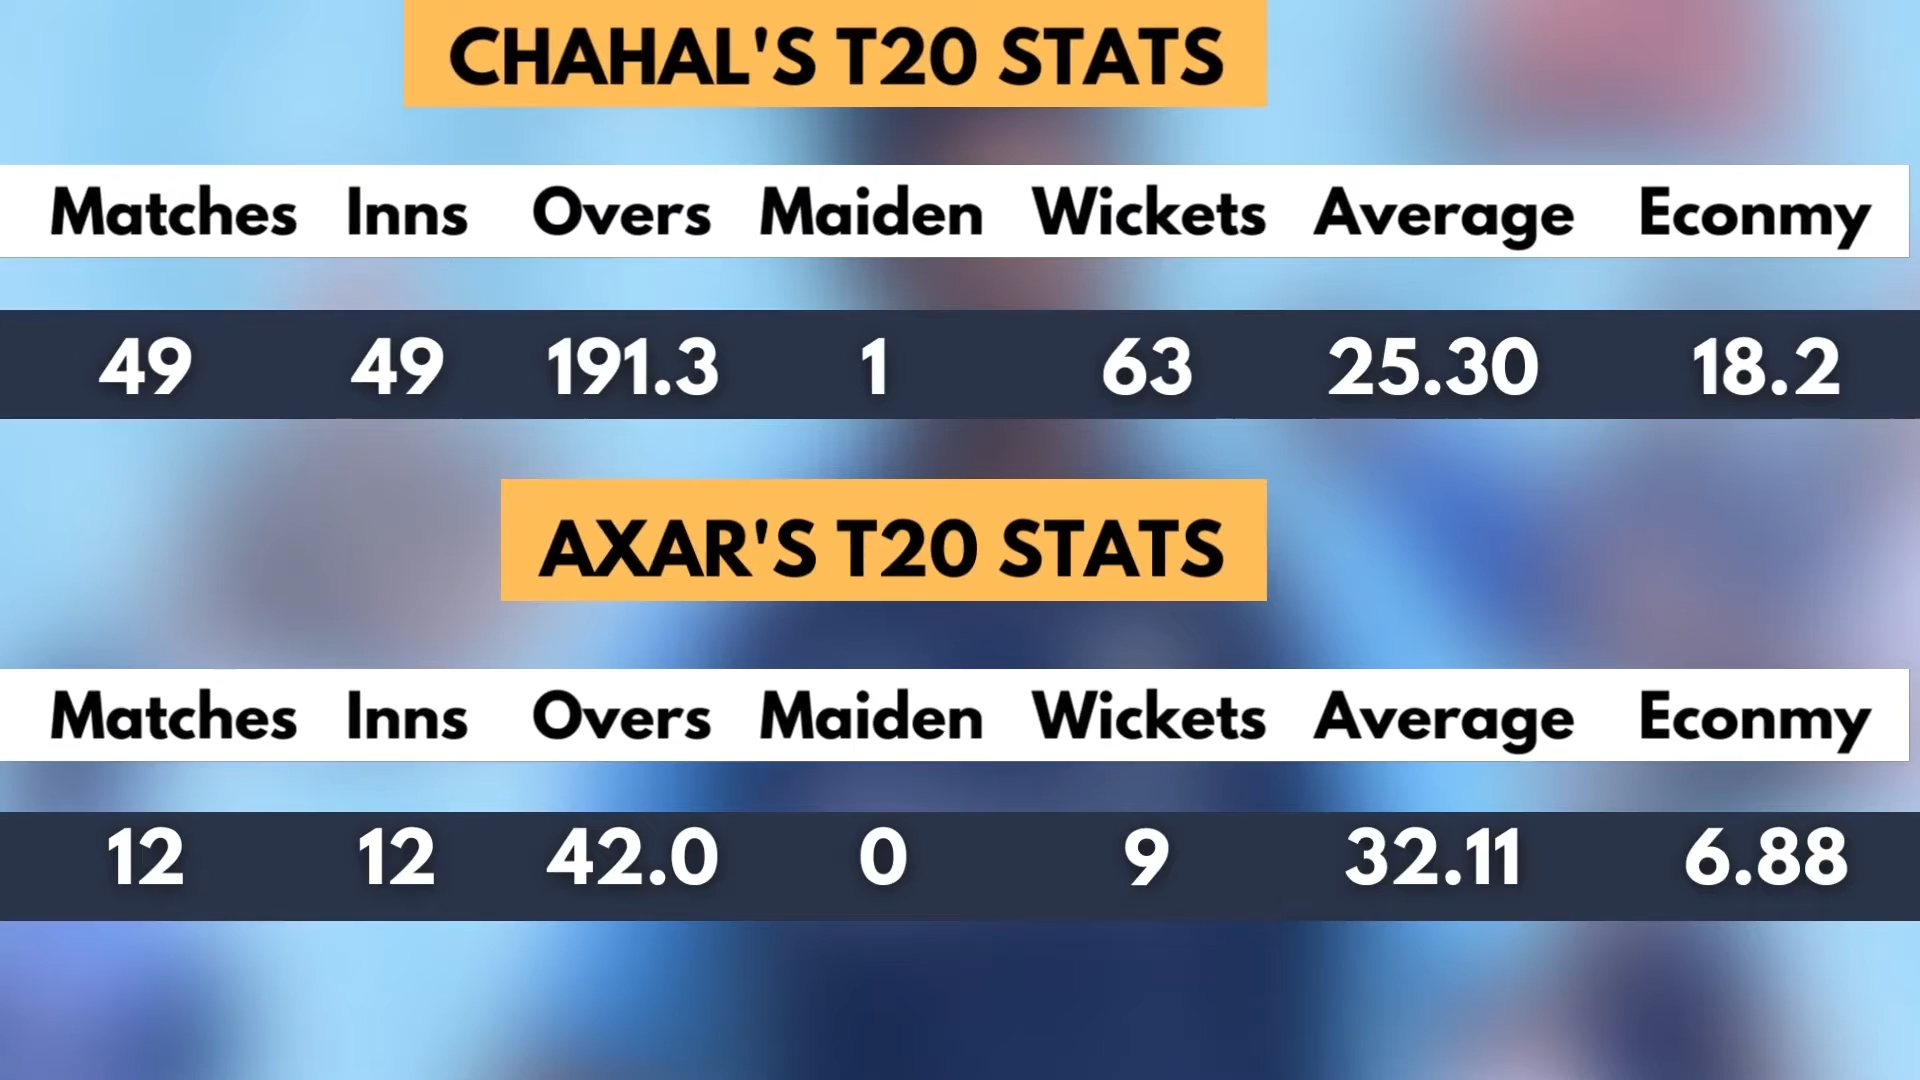 CHAHAL'S T20 STATS
Matches Inns Overs Maiden Wickets Average Econmy
49 49 191.3 1 63 25.30 18.2
AXAR'S T20 STATS
Matches Inns Overs Maiden Wickets Average Econmy
12 12 42.0 0 9 32.11 6.88